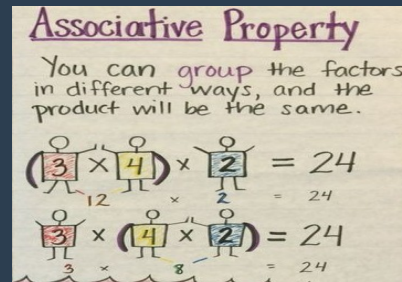 Associative Property
You can group the factors
in different ways, and the
product will be the same.
(3 × 4) × 2 = 24
12 × 2 = 24
3 × (4 × 2) = 24
3 × 8 = 24